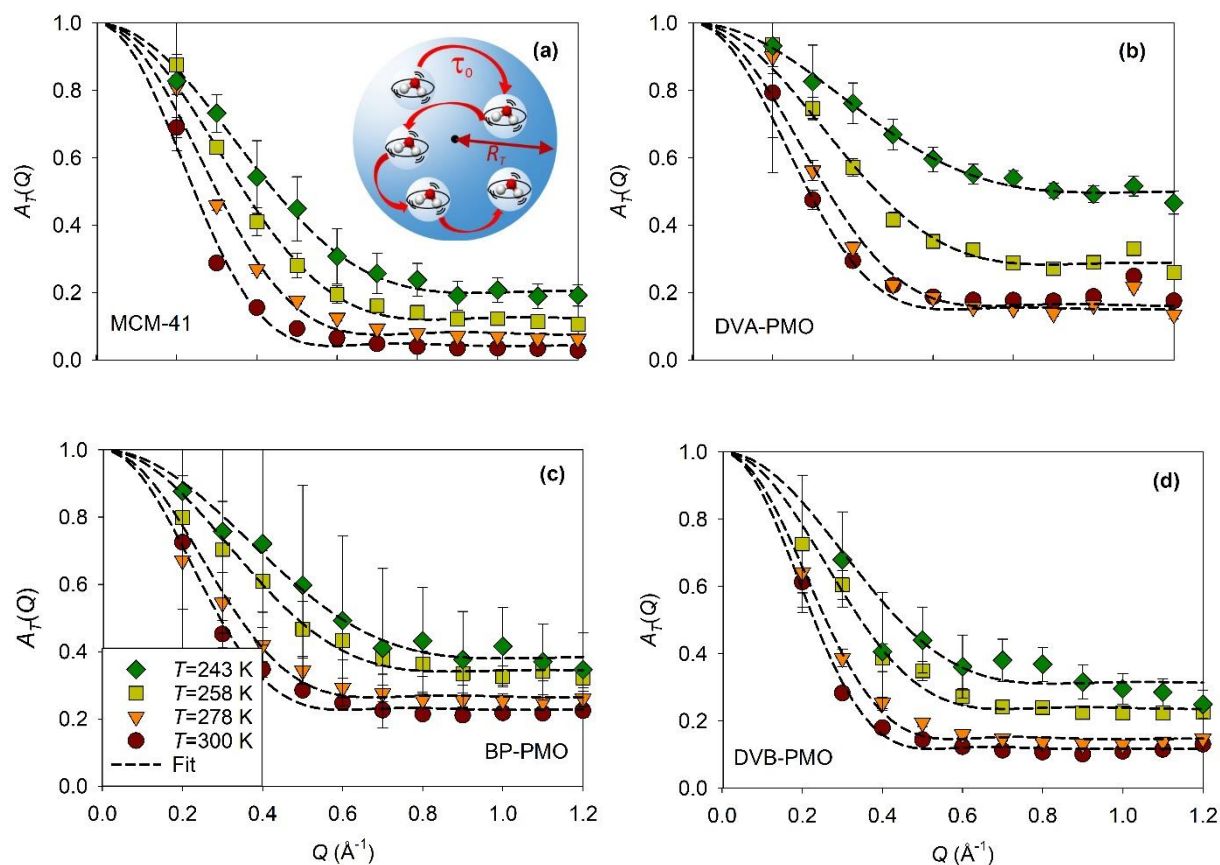 (a)
A_T(Q)
1.0
0.8
0.6
0.4
0.2
0.0
τ₀
R_T
MCM-41
(b)
A_T(Q)
1.0
0.8
0.6
0.4
0.2
0.0
DVA-PMO
(c)
A_T(Q)
1.0
0.8
0.6
0.4
0.2
0.0
T=243 K
T=258 K
T=278 K
T=300 K
Fit
BP-PMO
0.0 0.2 0.4 0.6 0.8 1.0 1.2
Q (Å⁻¹)
(d)
A_T(Q)
1.0
0.8
0.6
0.4
0.2
0.0
DVB-PMO
0.0 0.2 0.4 0.6 0.8 1.0 1.2
Q (Å⁻¹)